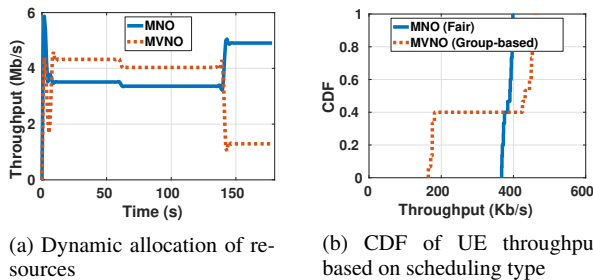 MNO
MVNO
Throughput (Mb/s)
6
4
2
0
0
50
100
150
Time (s)
MNO (Fair)
MVNO (Group-based)
CDF
1
0.8
0.6
0.4
0.2
0
0
200
400
600
Throughput (Kb/s)
(a) Dynamic allocation of re-
sources
(b) CDF of UE throughpu
based on scheduling type